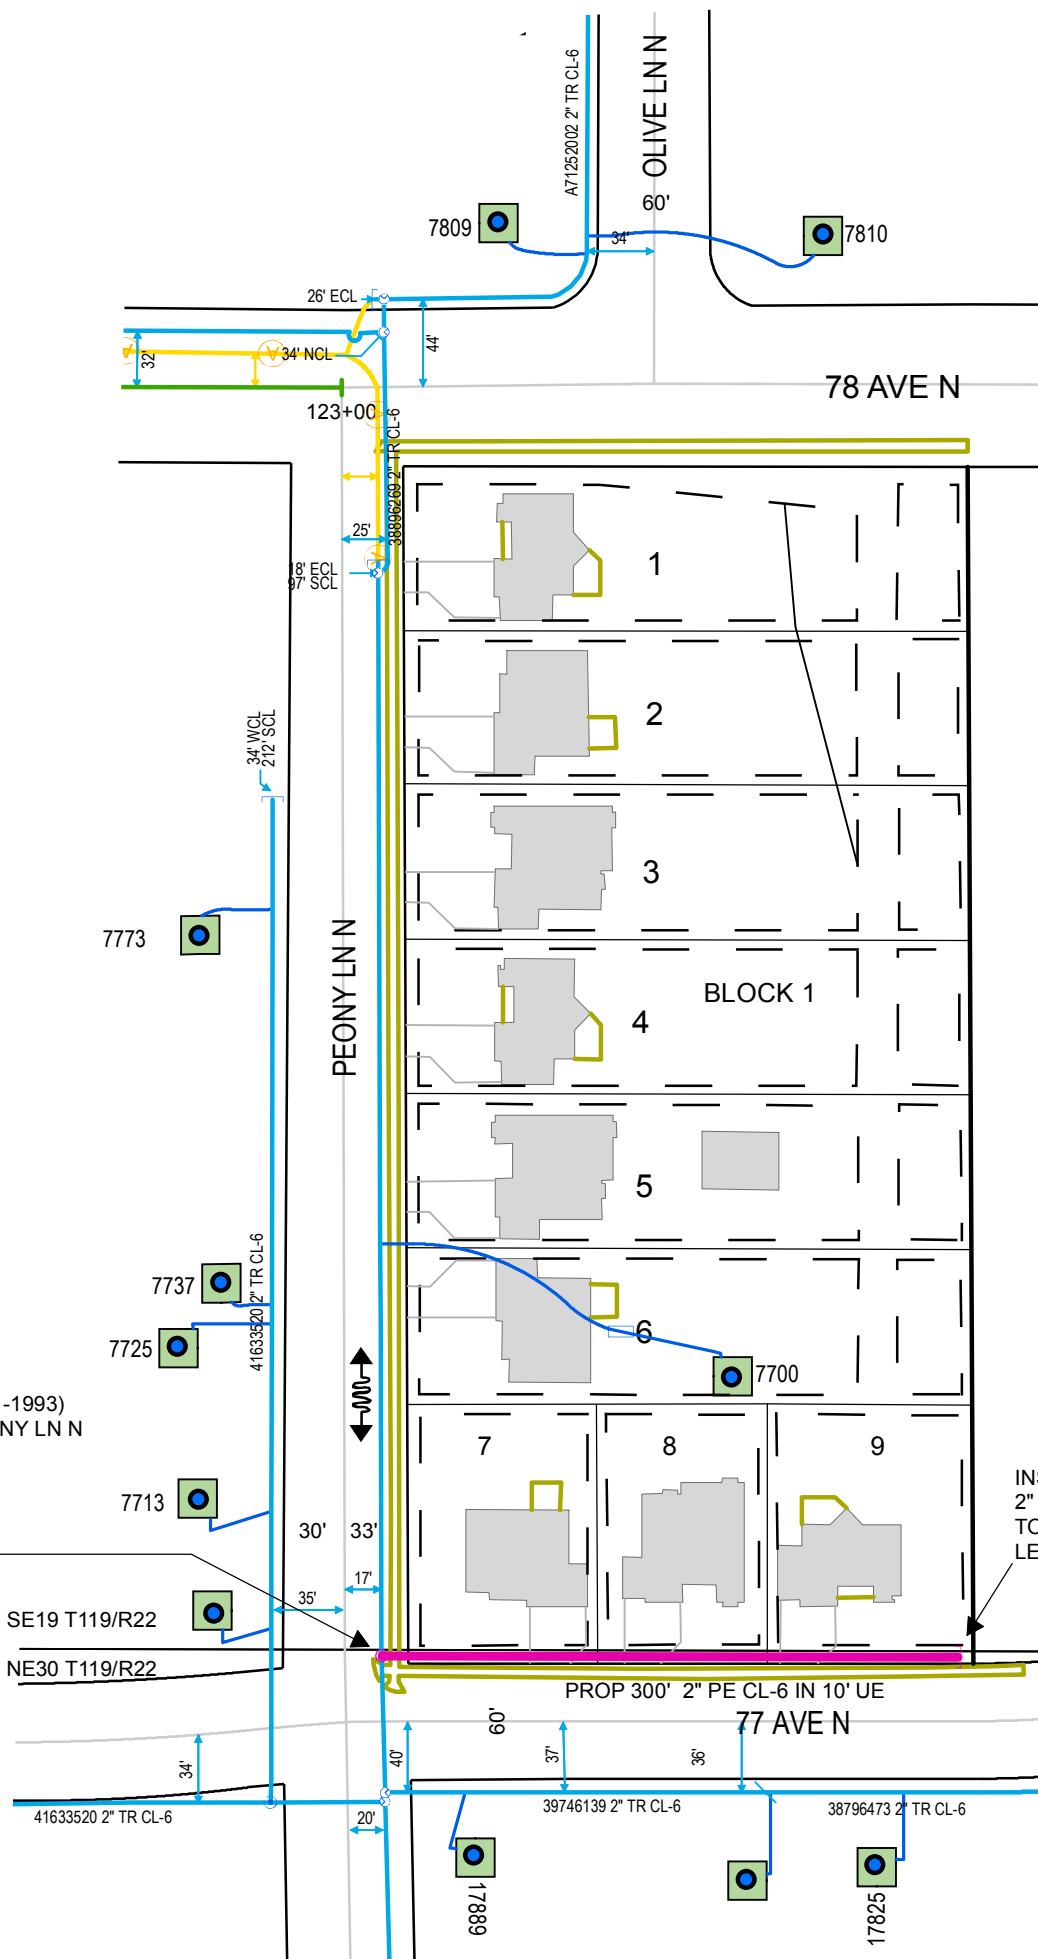 A71252002 2" TR CL-6
OLIVE LN N
60'
7809
7810
34'
26' ECL
44'
32'
34' NCL
78 AVE N
123+00
38896269 2" TR CL-6
25'
18' ECL
97' SCL
1
2
34' WCL
212' SCL
3
7773
PEONY LN N
BLOCK 1
4
5
7737
41633520 2" TR CL-6
7725
6
7700
-1993)
NY LN N
7
8
9
7713
INS
2"
TO
LE
30'
33'
17'
35'
SE19 T119/R22
NE30 T119/R22
PROP 300' 2" PE CL-6 IN 10' UE
60'
77 AVE N
34'
40'
37'
36'
41633520 2" TR CL-6
20'
39746139 2" TR CL-6
38796473 2" TR CL-6
17889
17825